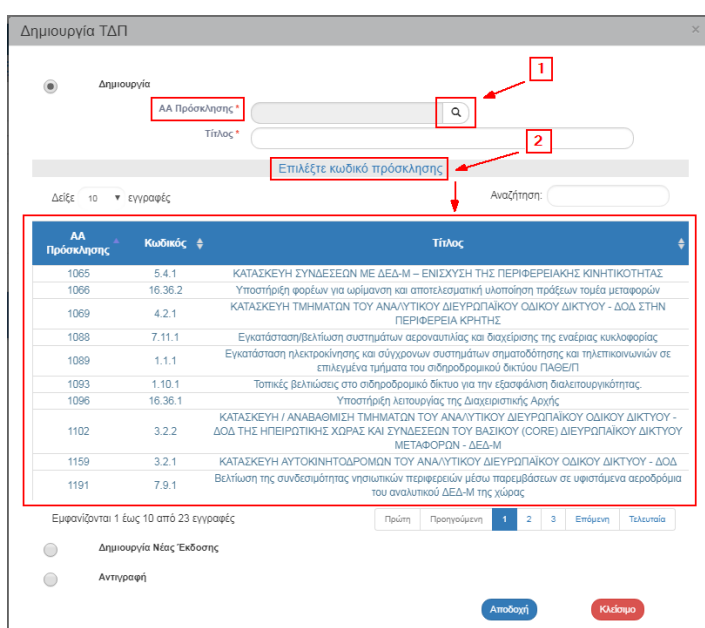 Δημιουργία ΤΔΠ ×
1
Δημιουργία
ΑΑ Πρόσκλησης *
Τίτλος *
2
Επιλέξτε κωδικό πρόσκλησης
Δείξε 10 εγγραφές Αναζήτηση:
ΑΑ
Πρόσκλησης Κωδικός Τίτλος
1065 5.4.1 ΚΑΤΑΣΚΕΥΗ ΣΥΝΔΕΣΕΩΝ ΜΕ ΔΕΔ-Μ – ΕΝΙΣΧΥΣΗ ΤΗΣ ΠΕΡΙΦΕΡΕΙΑΚΗΣ ΚΙΝΗΤΙΚΟΤΗΤΑΣ
1066 16.36.2 Υποστήριξη φορέων για ωρίμανση και αποτελεσματική υλοποίηση πράξεων τομέα μεταφορών
1069 4.2.1 ΚΑΤΑΣΚΕΥΗ ΤΜΗΜΑΤΩΝ ΤΟΥ ΑΝΑΛΥΤΙΚΟΥ ΔΙΕΥΡΩΠΑΪΚΟΥ ΟΔΙΚΟΥ ΔΙΚΤΥΟΥ - ΔΟΔ ΣΤΗΝ
ΠΕΡΙΦΕΡΕΙΑ ΚΡΗΤΗΣ
1088 7.11.1 Εγκατάσταση/βελτίωση συστημάτων αεροναυτιλίας και διαχείρισης της εναέριας κυκλοφορίας
1089 1.1.1 Εγκατάσταση ηλεκτροκίνησης και σύγχρονων συστημάτων σηματοδότησης και τηλεπικοινωνιών σε
επιλεγμένα τμήματα του σιδηροδρομικού δικτύου ΠΑΘΕ/Π
1093 1.10.1 Τοπικές βελτιώσεις στο σιδηροδρομικό δίκτυο για την εξασφάλιση διαλειτουργικότητας.
1096 16.36.1 Υποστήριξη λειτουργίας της Διαχειριστικής Αρχής
ΚΑΤΑΣΚΕΥΗ / ΑΝΑΒΑΘΜΙΣΗ ΤΜΗΜΑΤΩΝ ΤΟΥ ΑΝΑΛΥΤΙΚΟΥ ΔΙΕΥΡΩΠΑΪΚΟΥ ΟΔΙΚΟΥ ΔΙΚΤΥΟΥ -
1102 3.2.2 ΔΟΔ ΤΗΣ ΗΠΕΙΡΩΤΙΚΗΣ ΧΩΡΑΣ ΚΑΙ ΣΥΝΔΕΣΕΩΝ ΤΟΥ ΒΑΣΙΚΟΥ (CORE) ΔΙΕΥΡΩΠΑΪΚΟΥ ΔΙΚΤΥΟΥ
ΜΕΤΑΦΟΡΩΝ - ΔΕΔ-Μ
1159 3.2.1 ΚΑΤΑΣΚΕΥΗ ΑΥΤΟΚΙΝΗΤΟΔΡΟΜΩΝ ΤΟΥ ΑΝΑΛΥΤΙΚΟΥ ΔΙΕΥΡΩΠΑΪΚΟΥ ΟΔΙΚΟΥ ΔΙΚΤΥΟΥ - ΔΟΔ
1191 7.9.1 Βελτίωση της συνδεσιμότητας νησιωτικών περιφερειών μέσω παρεμβάσεων σε υφιστάμενα αεροδρόμια
του αναλυτικού ΔΕΔ-Μ της χώρας
Εμφανίζονται 1 έως 10 από 23 εγγραφές Πρώτη Προηγούμενη 1 2 3 Επόμενη Τελευταία
Δημιουργία Νέας Έκδοσης
Αντιγραφή
Αποδοχή Κλείσιμο